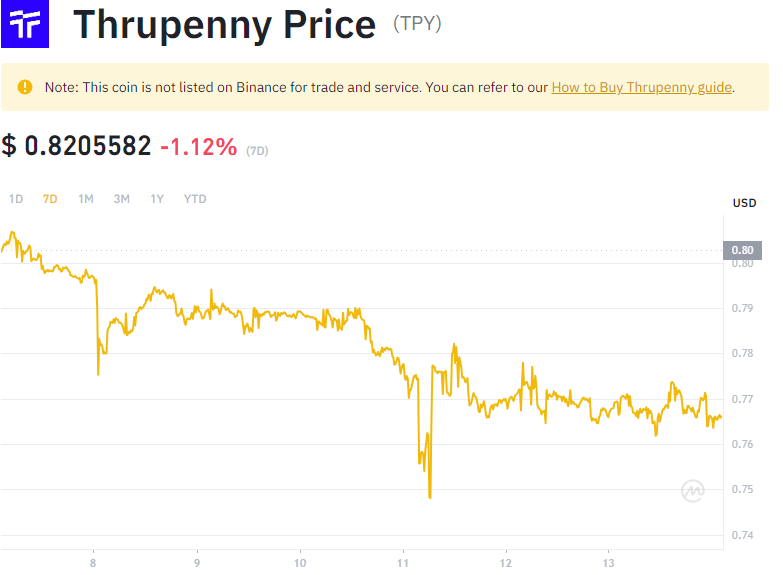 Thrupenny Price (TPY)
Note: This coin is not listed on Binance for trade and service. You can refer to our How to Buy Thrupenny guide.
$ 0.8205582 -1.12% (7D)
1D 7D 1M 3M 1Y YTD
USD
0.80
0.80
0.79
0.78
0.77
0.76
0.75
0.74
8 9 10 11 12 13